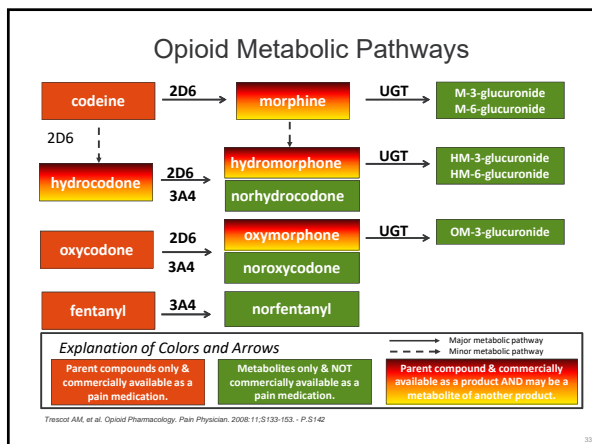 Opioid Metabolic Pathways
codeine
2D6
morphine
UGT
M-3-glucuronide
M-6-glucuronide
2D6
hydrocodone
2D6
3A4
hydromorphone
norhydrocodone
UGT
HM-3-glucuronide
HM-6-glucuronide
oxycodone
2D6
3A4
oxymorphone
noroxycodone
UGT
OM-3-glucuronide
fentanyl
3A4
norfentanyl
Explanation of Colors and Arrows
Major metabolic pathway
Minor metabolic pathway
Parent compounds only &
commercially available as a
pain medication.
Metabolites only & NOT
commercially available as a
pain medication.
Parent compound & commercially
available as a product AND may be a
metabolite of another product.
Trescot AM, et al. Opioid Pharmacology. Pain Physician. 2008:11;S133-153. - P.S142
33